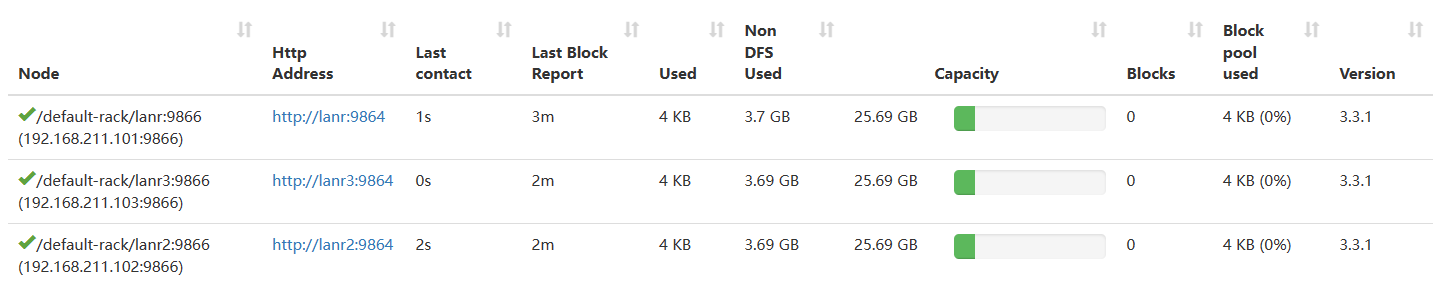 Node Http Address Last contact Last Block Report Used Non DFS Used Capacity Blocks Block pool used Version
/default-rack/lanr:9866 http://lanr:9864 1s 3m 4 KB 3.7 GB 25.69 GB 0 4 KB (0%) 3.3.1
(192.168.211.101:9866)
/default-rack/lanr3:9866 http://lanr3:9864 0s 2m 4 KB 3.69 GB 25.69 GB 0 4 KB (0%) 3.3.1
(192.168.211.103:9866)
/default-rack/lanr2:9866 http://lanr2:9864 2s 2m 4 KB 3.69 GB 25.69 GB 0 4 KB (0%) 3.3.1
(192.168.211.102:9866)